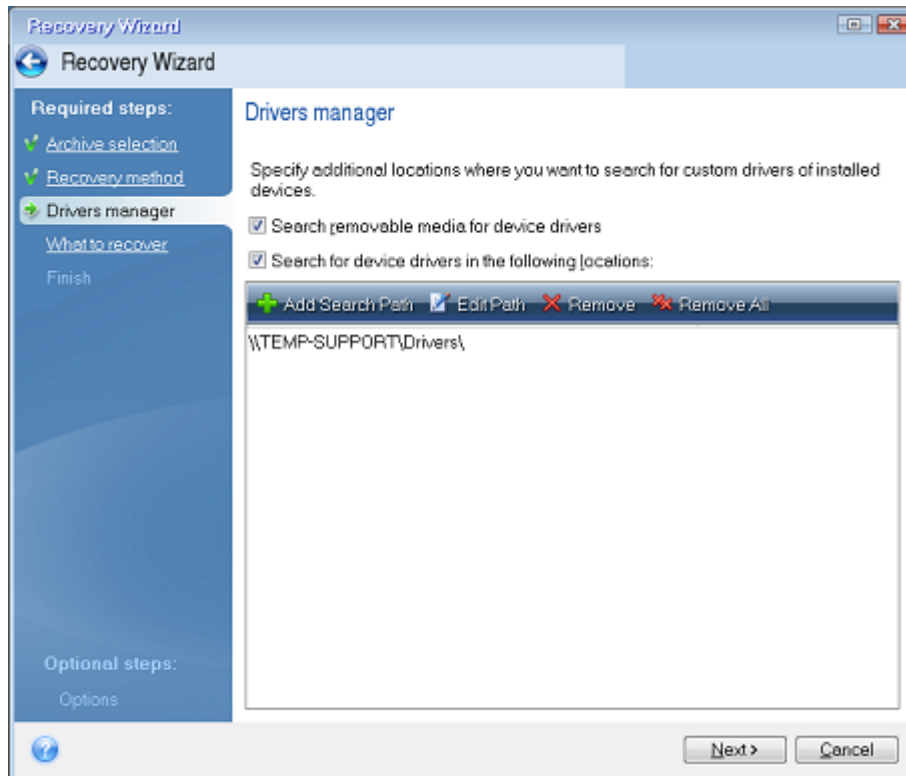 Recovery Wizard
Recovery Wizard
Required steps:
Archive selection
Recovery method
Drivers manager
What to recover
Finish
Optional steps:
Options
Drivers manager
Specify additional locations where you want to search for custom drivers of installed
devices.
Search removable media for device drivers
Search for device drivers in the following locations:
Add Search Path Edit Path Remove Remove All
\\TEMP-SUPPORT\Drivers\
Next > Cancel